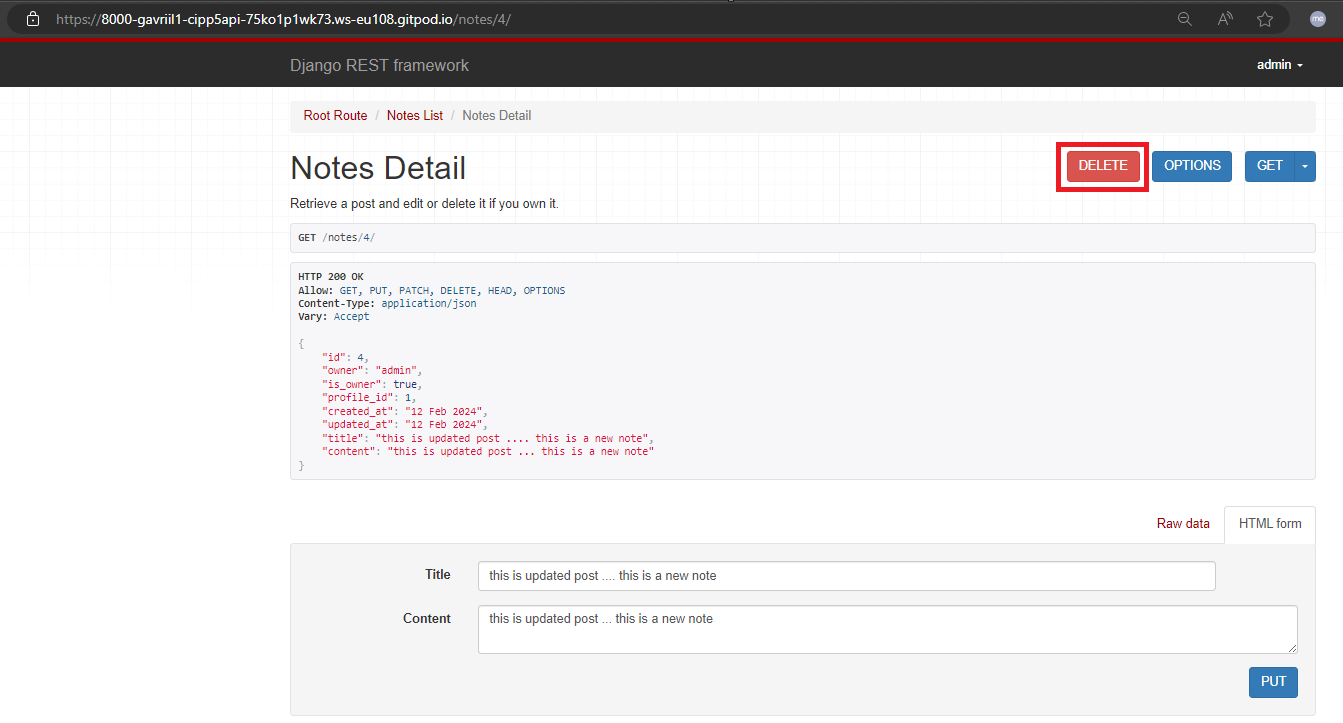 https://8000-gavriil1-cipp5api-75ko1p1wk73.ws-eu108.gitpod.io/notes/4/
me
Django REST framework
admin
Root Route / Notes List / Notes Detail
Notes Detail
DELETE
OPTIONS
GET
Retrieve a post and edit or delete it if you own it.
GET /notes/4/
HTTP 200 OK
Allow: GET, PUT, PATCH, DELETE, HEAD, OPTIONS
Content-Type: application/json
Vary: Accept
{
"id": 4,
"owner": "admin",
"is_owner": true,
"profile_id": 1,
"created_at": "12 Feb 2024",
"updated_at": "12 Feb 2024",
"title": "this is updated post .... this is a new note",
"content": "this is updated post ... this is a new note"
}
Raw data
HTML form
Title
this is updated post .... this is a new note
Content
this is updated post ... this is a new note
PUT